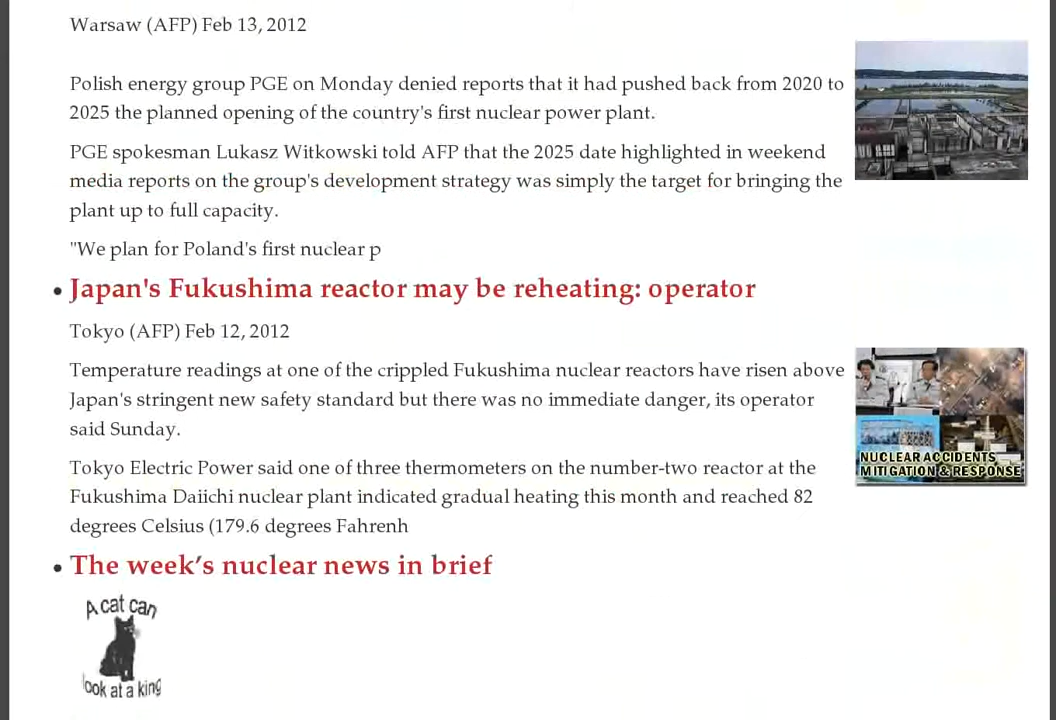 Warsaw (AFP) Feb 13, 2012
Polish energy group PGE on Monday denied reports that it had pushed back from 2020 to
2025 the planned opening of the country's first nuclear power plant.
PGE spokesman Lukasz Witkowski told AFP that the 2025 date highlighted in weekend
media reports on the group's development strategy was simply the target for bringing the
plant up to full capacity.
"We plan for Poland's first nuclear p
• Japan's Fukushima reactor may be reheating: operator
Tokyo (AFP) Feb 12, 2012
Temperature readings at one of the crippled Fukushima nuclear reactors have risen above
Japan's stringent new safety standard but there was no immediate danger, its operator
said Sunday.
NUCLEAR ACCIDENTS
MITIGATION & RESPONSE
Tokyo Electric Power said one of three thermometers on the number-two reactor at the
Fukushima Daiichi nuclear plant indicated gradual heating this month and reached 82
degrees Celsius (179.6 degrees Fahrenh
• The week’s nuclear news in brief
A cat can
look at a king